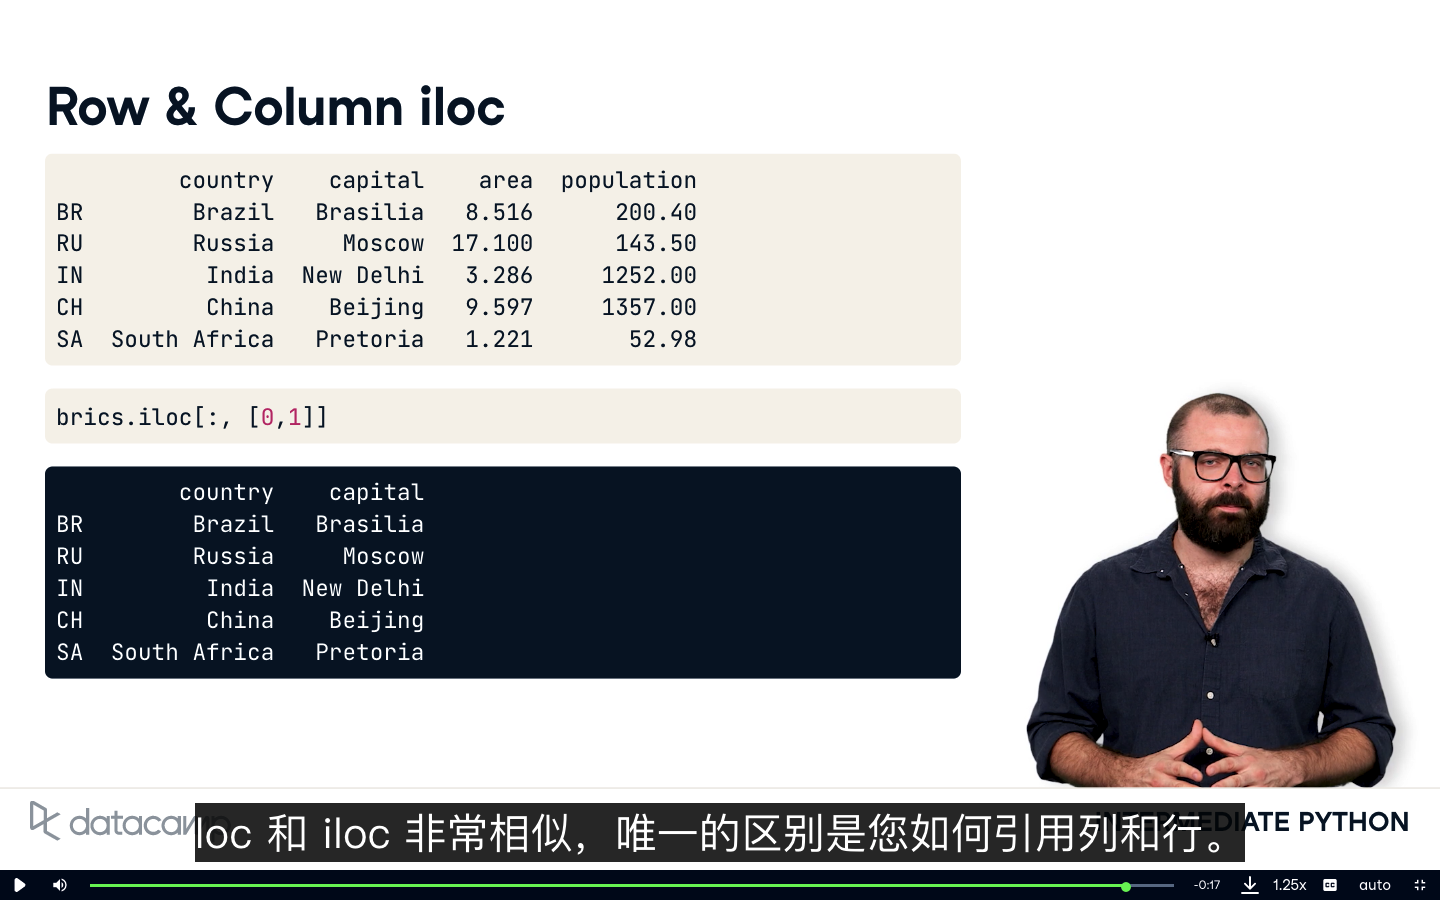 Row & Column iloc
country capital area population
BR Brazil Brasilia 8.516 200.40
RU Russia Moscow 17.100 143.50
IN India New Delhi 3.286 1252.00
CH China Beijing 9.597 1357.00
SA South Africa Pretoria 1.221 52.98
brics.iloc[:, [0,1]]
country capital
BR Brazil Brasilia
RU Russia Moscow
IN India New Delhi
CH China Beijing
SA South Africa Pretoria
datacamp
INTERMEDIATE PYTHON
loc 和 iloc 非常相似，唯一的区别是您如何引用列和行。
-0:17 1.25x CC auto